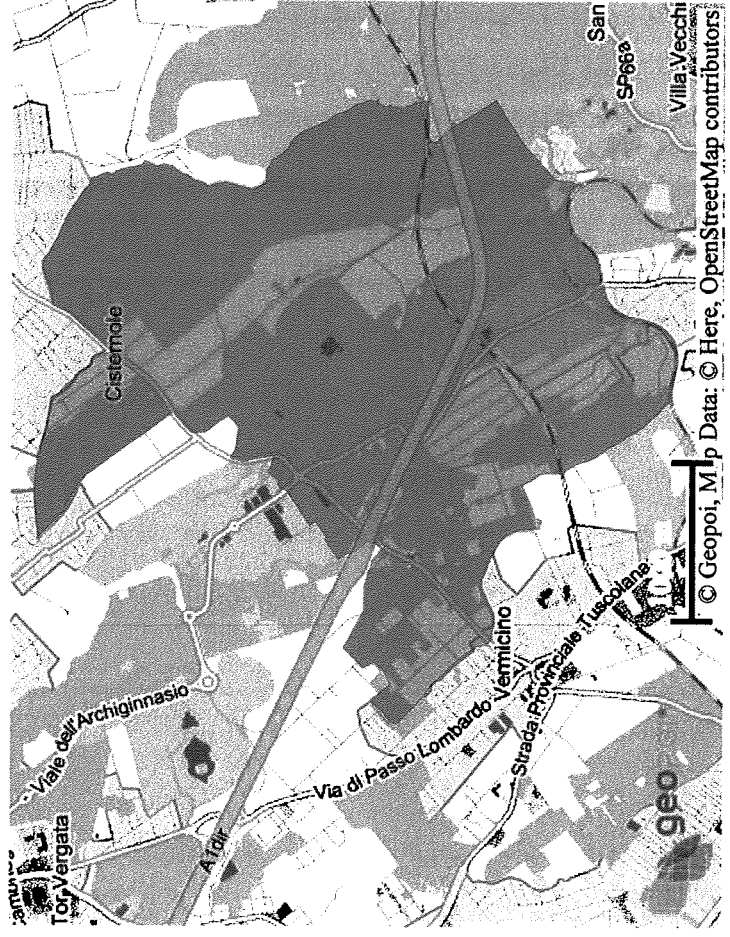 San
SP66a
Villa Vecchi
Cisternole
Viale dell'Archiginnasio
Tor Vergata
A1dir
Via di Passo Lombardo
Vermicino
Strada Provinciale Tuscolana
geo
© Geopoi, Map Data: © Here, OpenStreetMap contributors